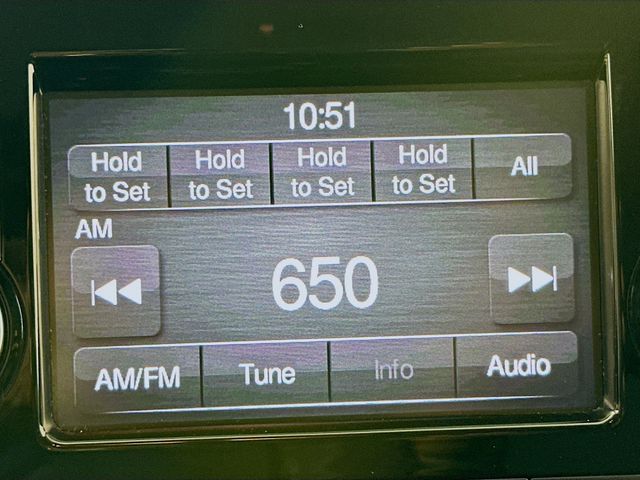 10:51
Hold to Set
Hold to Set
Hold to Set
Hold to Set
All
AM
650
AM/FM
Tune
Info
Audio